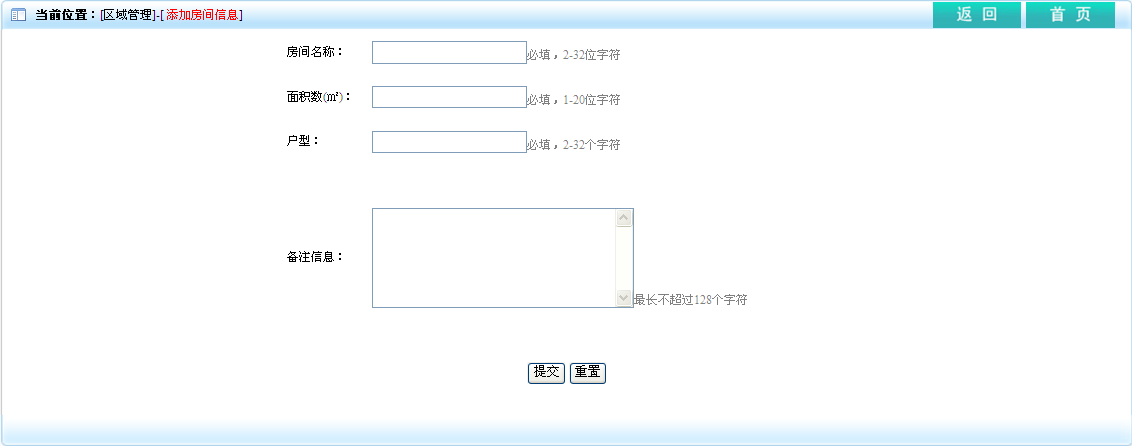 当前位置：[区域管理]-[ 添加房间信息]
返 回
首 页
房间名称：
必填，2-32位字符
面积数(m²)：
必填，1-20位字符
户型：
必填，2-32个字符
备注信息：
最长不超过128个字符
提交 重置